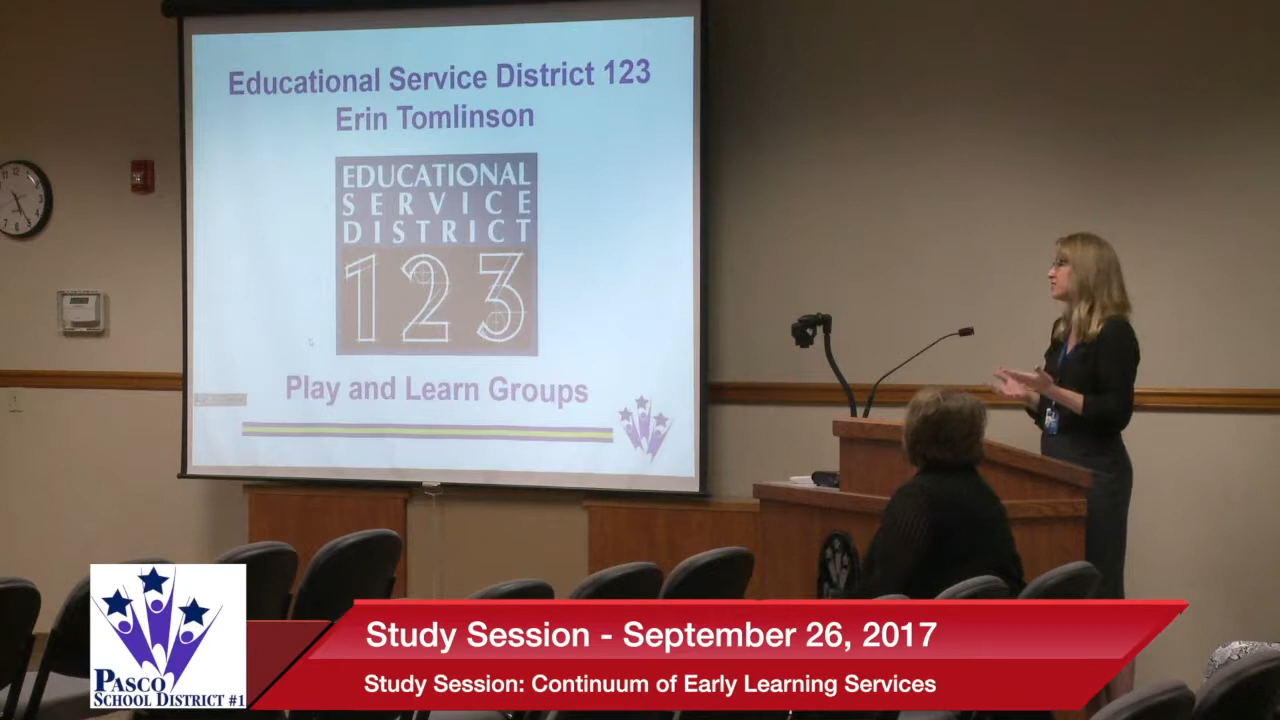 Educational Service District 123
Erin Tomlinson
EDUCATIONAL
SERVICE
DISTRICT
123
Play and Learn Groups
Study Session - September 26, 2017
Study Session: Continuum of Early Learning Services
PASCO
SCHOOL DISTRICT #1